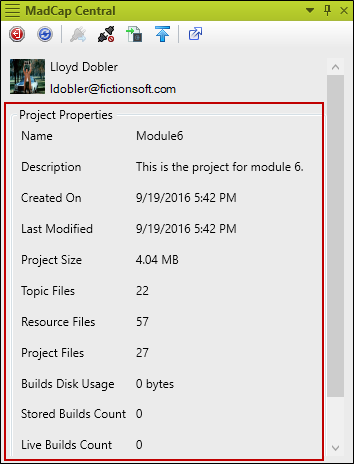 MadCap Central
Lloyd Dobler
ldobler@fictionsoft.com
Project Properties
Name Module6
Description This is the project for module 6.
Created On 9/19/2016 5:42 PM
Last Modified 9/19/2016 5:42 PM
Project Size 4.04 MB
Topic Files 22
Resource Files 57
Project Files 27
Builds Disk Usage 0 bytes
Stored Builds Count 0
Live Builds Count 0